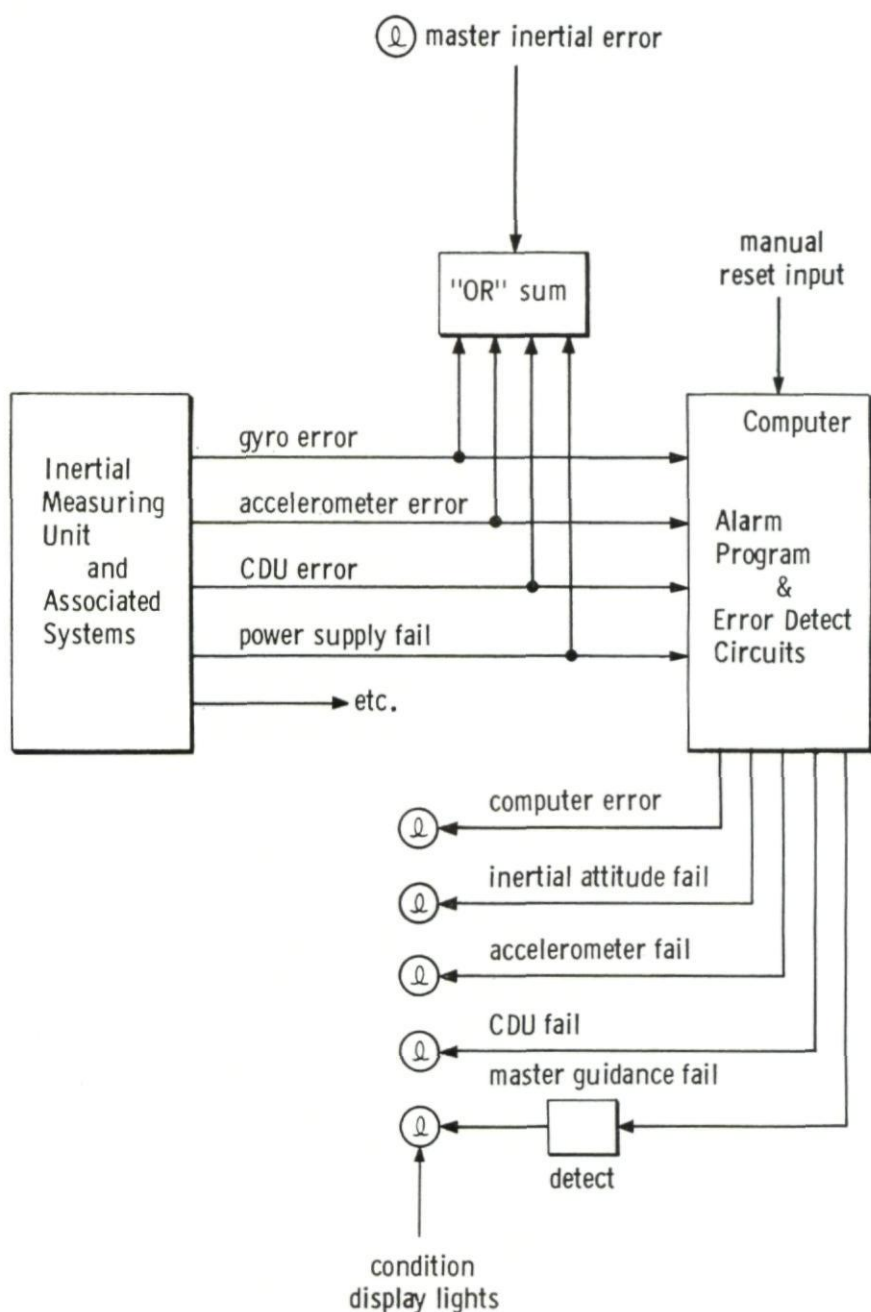 ℓ master inertial error
"OR" sum
manual
reset input
Inertial
Measuring
Unit
and
Associated
Systems
gyro error
accelerometer error
CDU error
power supply fail
etc.
Computer
Alarm
Program
&
Error Detect
Circuits
ℓ computer error
ℓ inertial attitude fail
ℓ accelerometer fail
ℓ CDU fail
ℓ master guidance fail
detect
condition
display lights